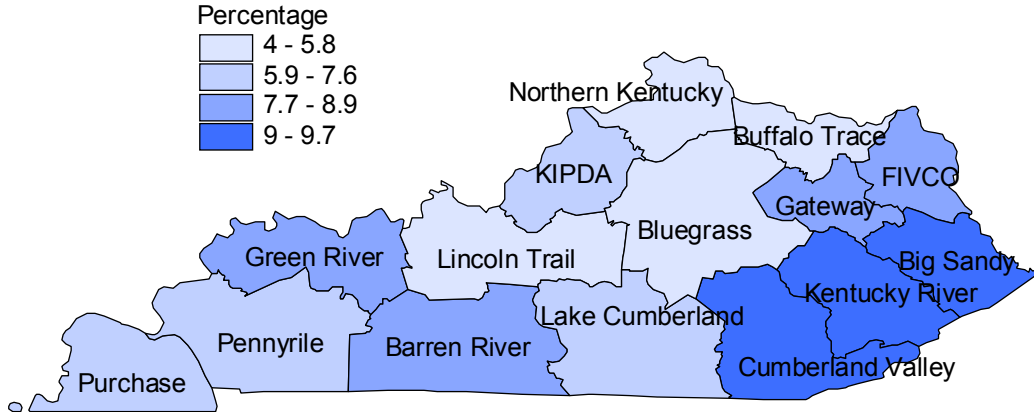 Percentage
4 - 5.8
5.9 - 7.6
7.7 - 8.9
9 - 9.7
Northern Kentucky
Buffalo Trace
KIPDA
FIVCO
Gateway
Bluegrass
Green River
Lincoln Trail
Big Sandy
Kentucky River
Lake Cumberland
Pennyrile
Barren River
Cumberland Valley
Purchase